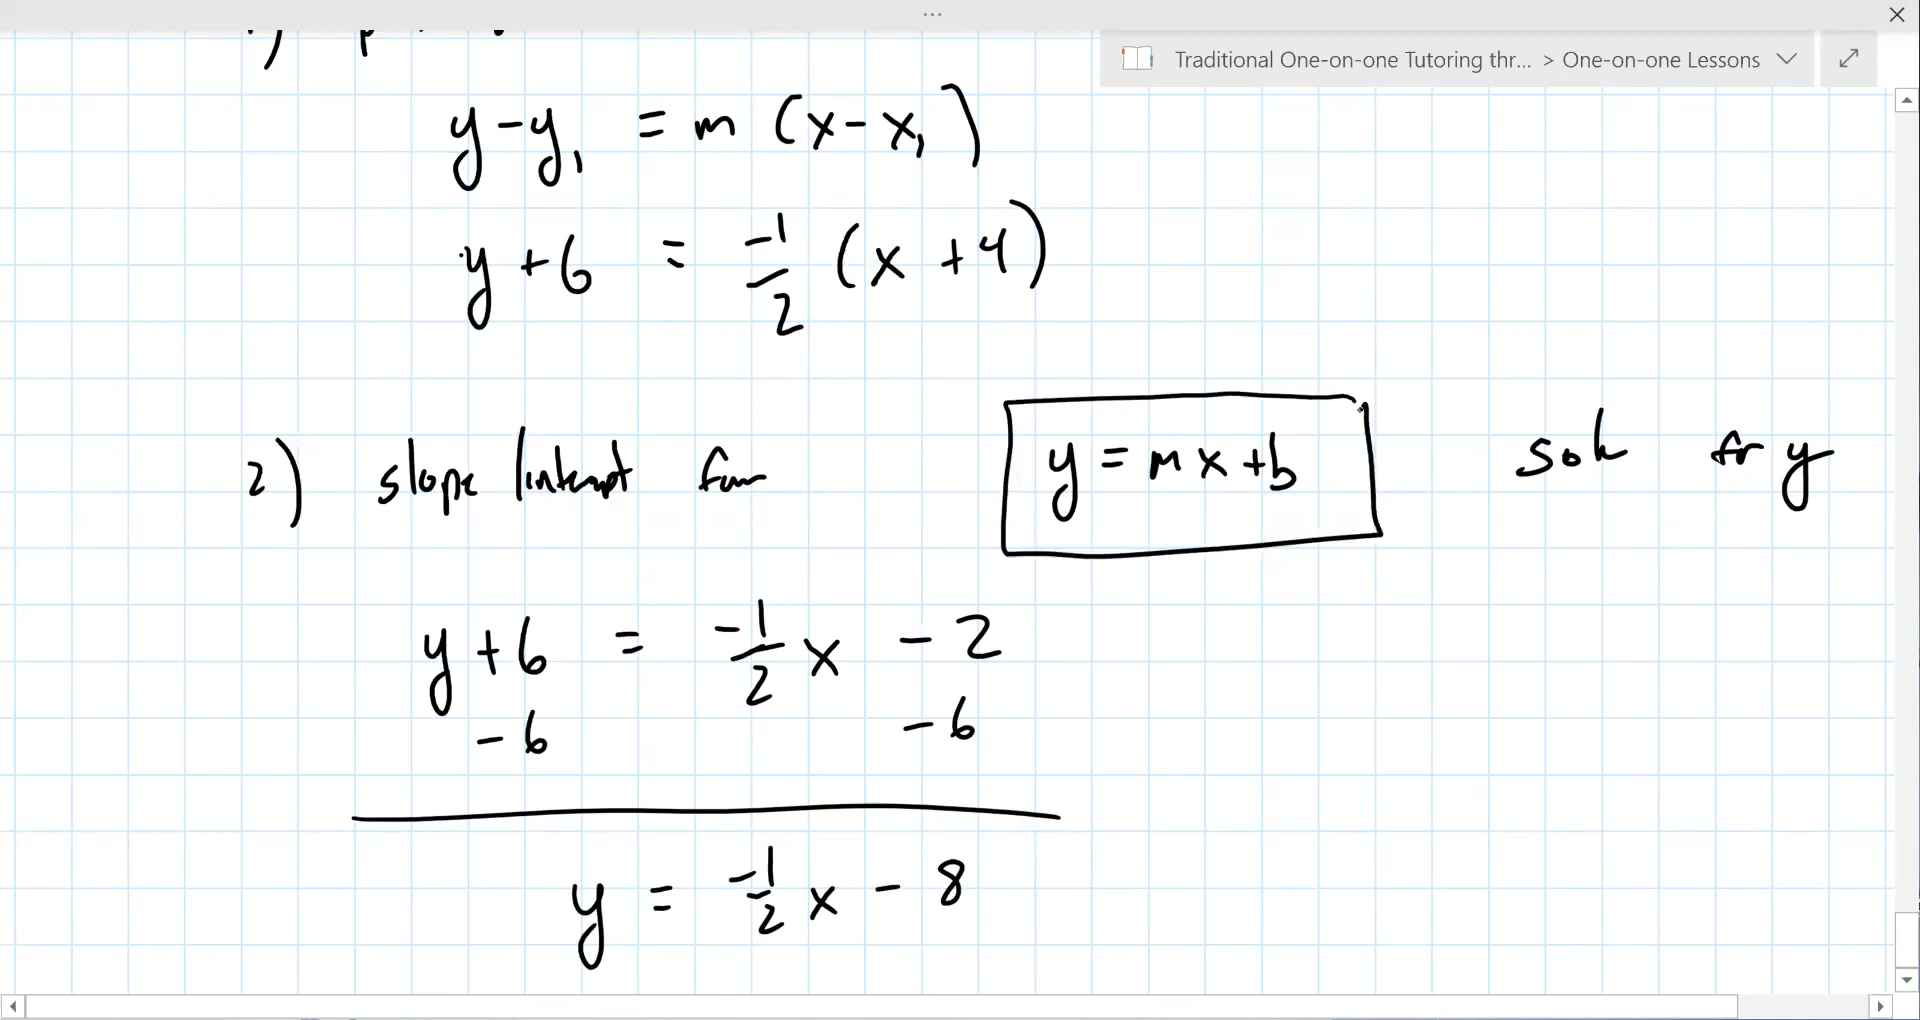 ...
Traditional One-on-one Tutoring thr... > One-on-one Lessons
y - y₁ = m (x - x₁)
y + 6 = -1/2 (x + 4)
2) slope / intercept form y = mx + b solve for y
y + 6 = -1/2 x - 2
- 6 - 6
y = -1/2 x - 8